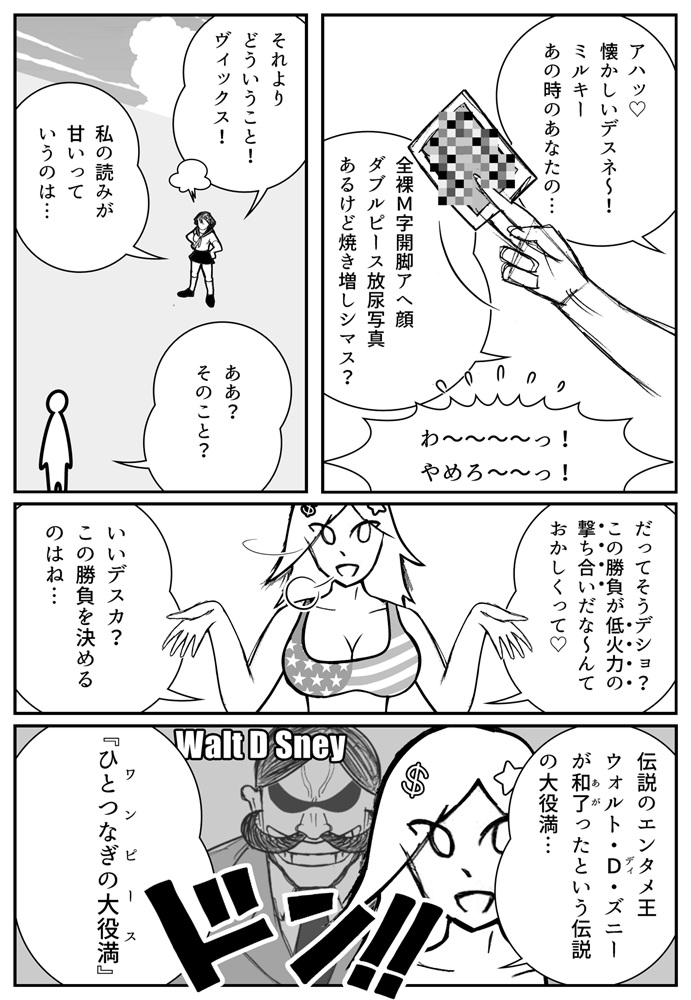 アハッ♡
懐かしいデスネ〜！
ミルキー
あの時のあなたの…
全裸Ｍ字開脚アヘ顔
ダブルピース放尿写真
あるけど焼き増しシマス？
わ〜〜〜〜っ！
やめろ〜〜っ！
それより
どういうこと！
ヴィックス！
私の読みが
甘いって
いうのは…
ああ？
そのこと？
だってそうデショ？
この勝負が低火力の
撃ち合いだな〜んて
おかしくって♡
いいデスカ？
この勝負を決める
のはね…
伝説のエンタメ王
ウォルト・Ｄ・ズニー
ディ
が和了ったという伝説
あが
の大役満…
Walt D Sney
『ひとつなぎの大役満』
ワンピース
ドン!!